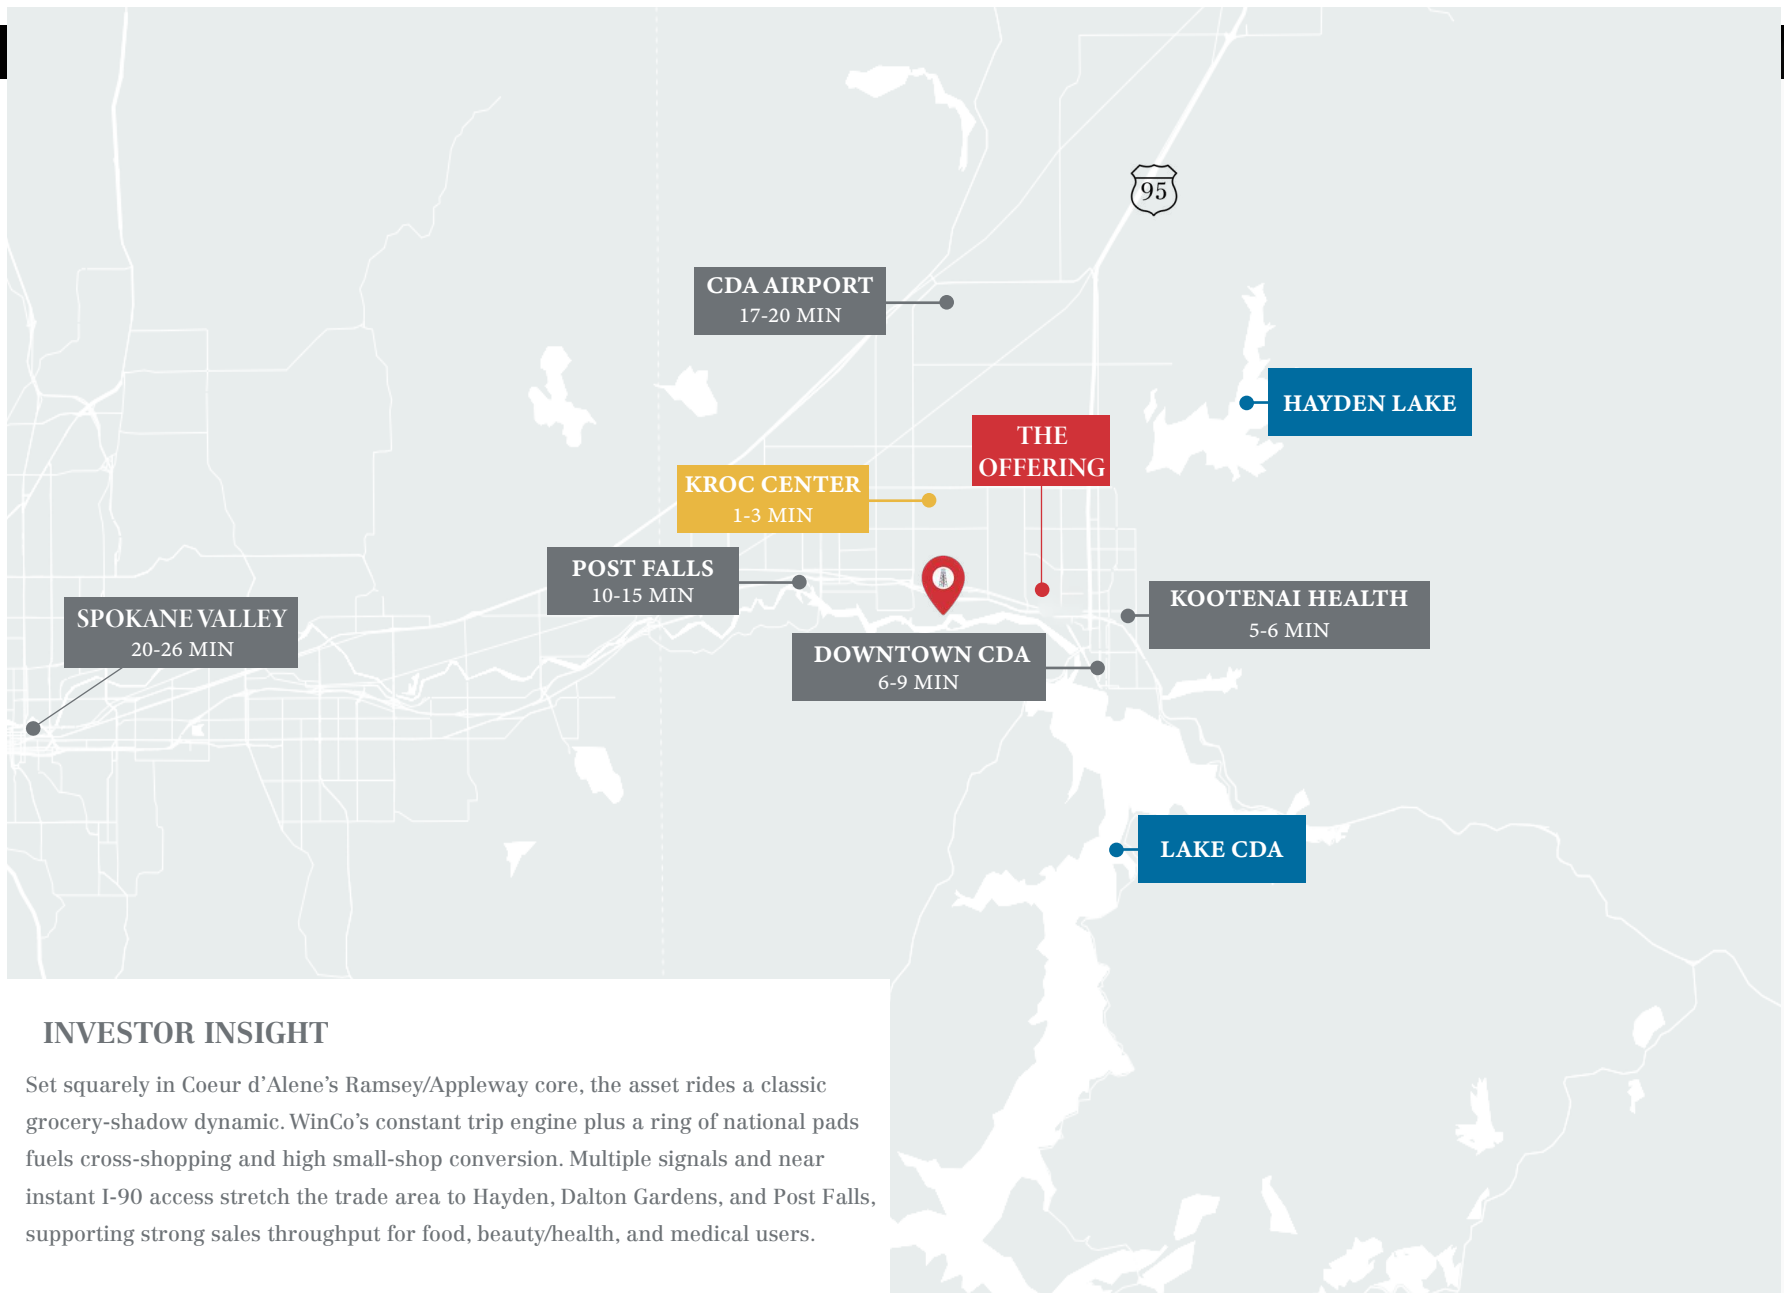 95
CDA AIRPORT
17-20 MIN
HAYDEN LAKE
THE
OFFERING
KROC CENTER
1-3 MIN
POST FALLS
10-15 MIN
KOOTENAI HEALTH
5-6 MIN
SPOKANE VALLEY
20-26 MIN
DOWNTOWN CDA
6-9 MIN
LAKE CDA
INVESTOR INSIGHT
Set squarely in Coeur d’Alene’s Ramsey/Appleway core, the asset rides a classic
grocery-shadow dynamic. WinCo’s constant trip engine plus a ring of national pads
fuels cross-shopping and high small-shop conversion. Multiple signals and near
instant I-90 access stretch the trade area to Hayden, Dalton Gardens, and Post Falls,
supporting strong sales throughput for food, beauty/health, and medical users.